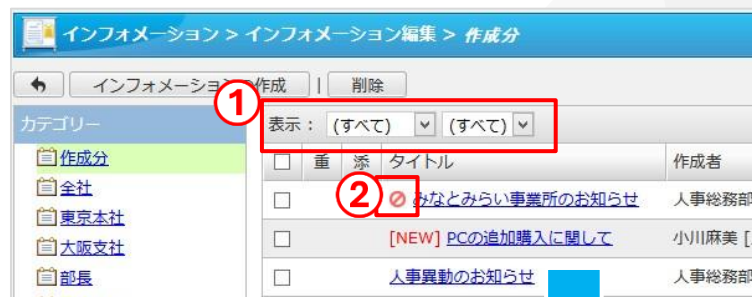 インフォメーション > インフォメーション編集 > 作成分
インフォメーションの作成 | 削除
①
カテゴリー
表示： (すべて) (すべて)
作成分
重 添 タイトル 作成者
全社
② みなとみらい事業所のお知らせ 人事総務部
東京本社
[NEW] PCの追加購入に関して 小川麻美 [
大阪支社
部長
人事異動のお知らせ 人事総務部